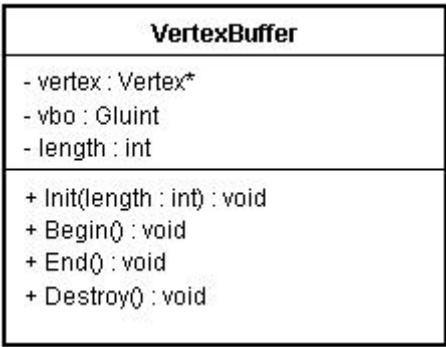 VertexBuffer
- vertex : Vertex*
- vbo : Gluint
- length : int
+ Init(length : int) : void
+ Begin() : void
+ End() : void
+ Destroy() : void